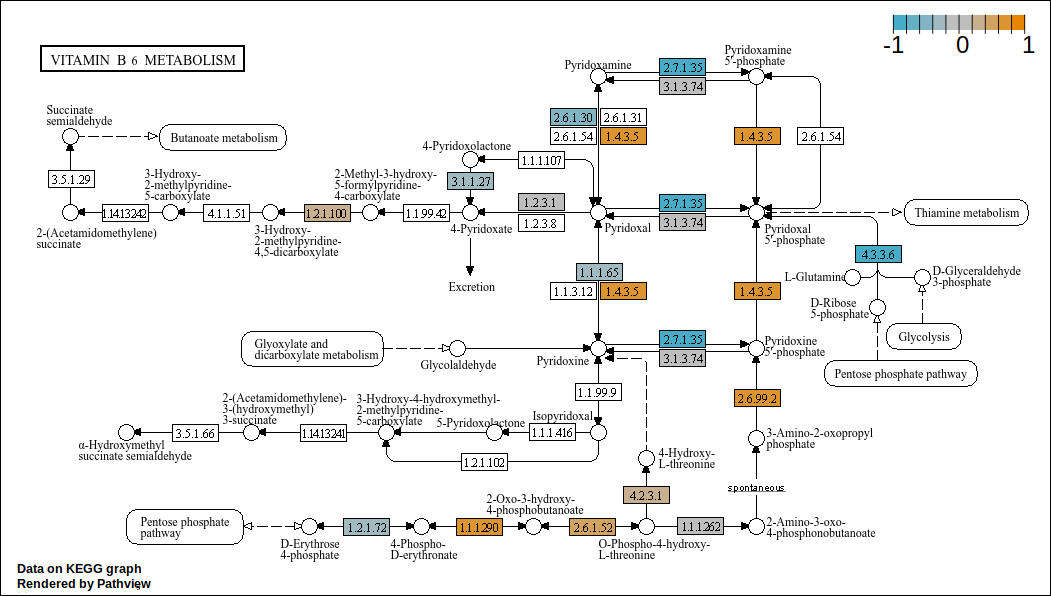 -1 0 1
VITAMIN B 6 METABOLISM
Pyridoxamine
Pyridoxamine
5'-phosphate
2.7.1.35
3.1.3.74
Succinate
semialdehyde
Butanoate metabolism
2.6.1.30
2.6.1.31
2.6.1.54
1.4.3.5
1.4.3.5
2.6.1.54
4-Pyridoxolactone
1.1.1.107
3.5.1.29
3-Hydroxy-
2-methylpyridine-
5-carboxylate
2-Methyl-3-hydroxy-
5-formylpyridine-
4-carboxylate
3.1.1.27
1.14.13.242
4.1.1.51
1.2.1.100
1.1.99.42
1.2.3.1
1.2.3.8
2.7.1.35
3.1.3.74
Thiamine metabolism
2-(Acetamidomethylene)
succinate
3-Hydroxy-
2-methylpyridine-
4,5-dicarboxylate
4-Pyridoxate
Pyridoxal
Pyridoxal
5'-phosphate
4.3.3.6
Excretion
1.1.1.65
1.1.3.12
1.4.3.5
1.4.3.5
L-Glutamine
D-Glyceraldehyde
3-phosphate
D-Ribose
5-phosphate
Glycolysis
Glyoxylate and
dicarboxylate metabolism
Glycolaldehyde
Pyridoxine
2.7.1.35
3.1.3.74
Pyridoxine
5'-phosphate
Pentose phosphate pathway
1.1.99.9
2.6.99.2
2-(Acetamidomethylene)-
3-(hydroxymethyl)
3-succinate
3-Hydroxy-4-hydroxymethyl-
2-methylpyridine-
5-carboxylate
5-Pyridoxolactone
Isopyridoxal
3.5.1.66
1.14.13.241
1.1.1.416
α-Hydroxymethyl
succinate semialdehyde
1.2.1.102
3-Amino-2-oxopropyl
phosphate
4-Hydroxy-
L-threonine
spontaneous
4.2.3.1
2-Oxo-3-hydroxy-
4-phosphobutanoate
Pentose phosphate
pathway
1.2.1.72
1.1.1.290
2.6.1.52
1.1.1.262
2-Amino-3-oxo-
4-phosphonobutanoate
D-Erythrose
4-phosphate
4-Phospho-
D-erythronate
O-Phospho-4-hydroxy-
L-threonine
Data on KEGG graph
Rendered by Pathview